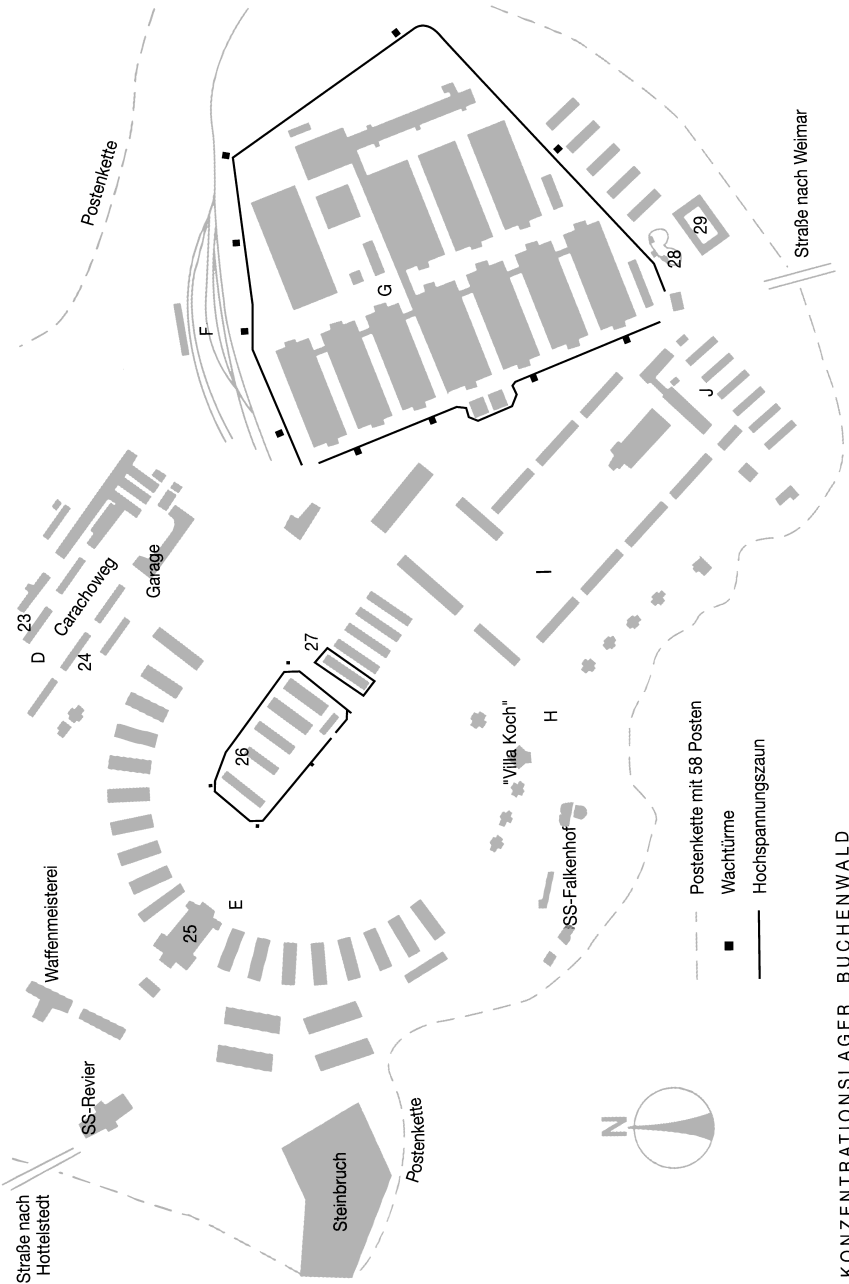 Straße nach
Hottelstedt
SS-Revier
Waffenmeisterei
23
D
Carachoweg
24
Garage
Postenkette
F
Steinbruch
25
E
26
27
G
Postenkette
"Villa Koch"
H
SS-Falkenhof
I
J
28
29
Straße nach Weimar
N
Postenkette mit 58 Posten
Wachtürme
Hochspannungszaun
KONZENTRATIONSLAGER BUCHENWALD